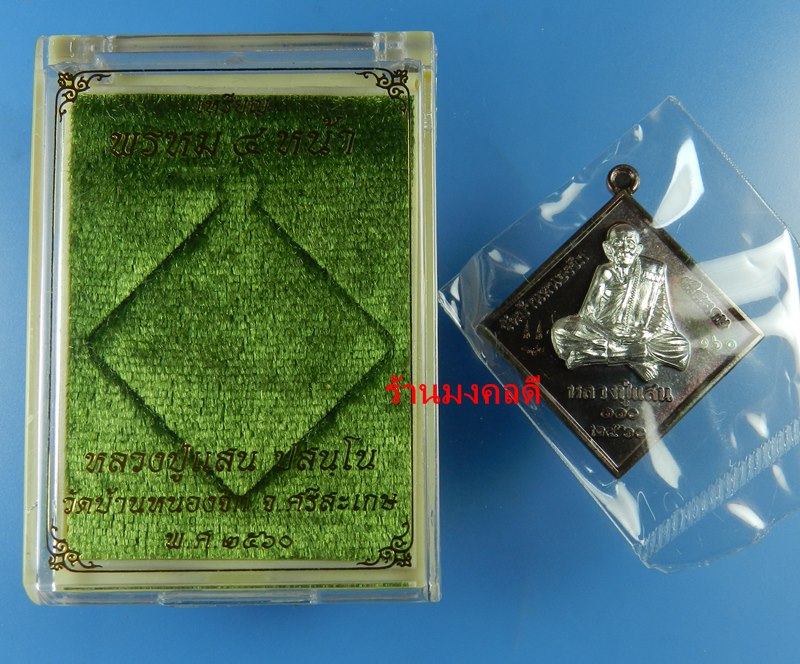 เหรียญ
พรหม ๔ หน้า
หลวงปู่แสน ปสนฺโน
วัดบ้านหนองจิก จ.ศรีสะเกษ
พ.ศ.๒๕๖๐
ร้านมงคลดี
หลวงปู่แสน
๑๑๐
๒๕๖๐